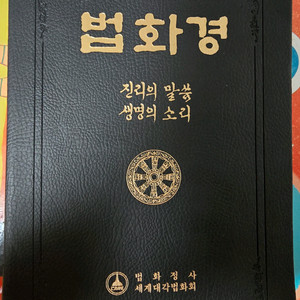 법화경
진리의 말씀
생명의 소리
법화정사
세계대각법화회